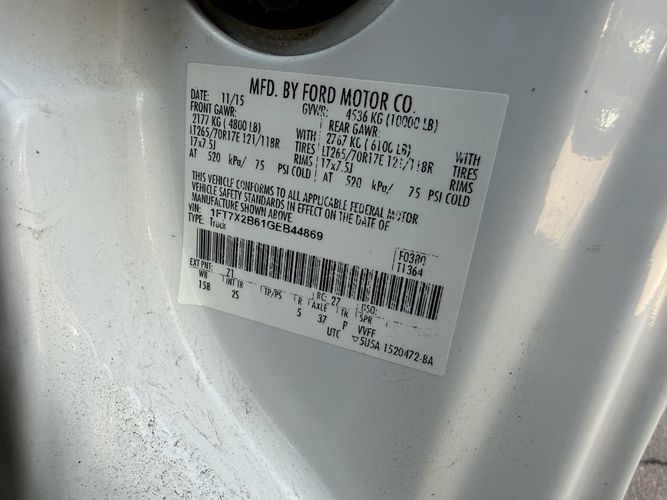 MFD. BY FORD MOTOR CO.
DATE: 11/15 GVWR: 4536 KG (10000 LB)
FRONT GAWR: REAR GAWR:
2177 KG ( 4800 LB) WITH 2767 KG ( 6100 LB) WITH
LT265/70R17E 121/118R TIRES LT265/70R17E 121/118R TIRES
17x7.5J RIMS 17x7.5J RIMS
AT 520 kPa/ 75 PSI COLD AT 520 kPa/ 75 PSI COLD
THIS VEHICLE CONFORMS TO ALL APPLICABLE FEDERAL MOTOR
VEHICLE SAFETY STANDARDS IN EFFECT ON THE DATE OF
MANUFACTURE SHOWN ABOVE.
VIN: 1FT7X2B61GEB44869
TYPE: Truck
F0380
T1364
EXT PNT: Z1 RC: 27 DSO:
WB INT TR TP/PS R AXLE TR SPR
158 2S 5 37 P VVFF
UTC ▽5U5A 1520472-BA